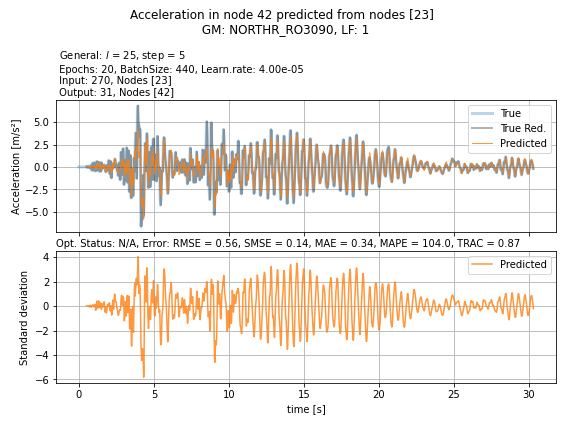 Acceleration in node 42 predicted from nodes [23]
GM: NORTHR_RO3090, LF: 1
General: l = 25, step = 5
Epochs: 20, BatchSize: 440, Learn.rate: 4.00e-05
Input: 270, Nodes [23]
Output: 31, Nodes [42]
True
True Red.
Predicted
Acceleration [m/s²]
5.0
2.5
0.0
−2.5
−5.0
Opt. Status: N/A, Error: RMSE = 0.56, SMSE = 0.14, MAE = 0.34, MAPE = 104.0, TRAC = 0.87
Predicted
Standard deviation
4
2
0
−2
−4
−6
0 5 10 15 20 25 30
time [s]